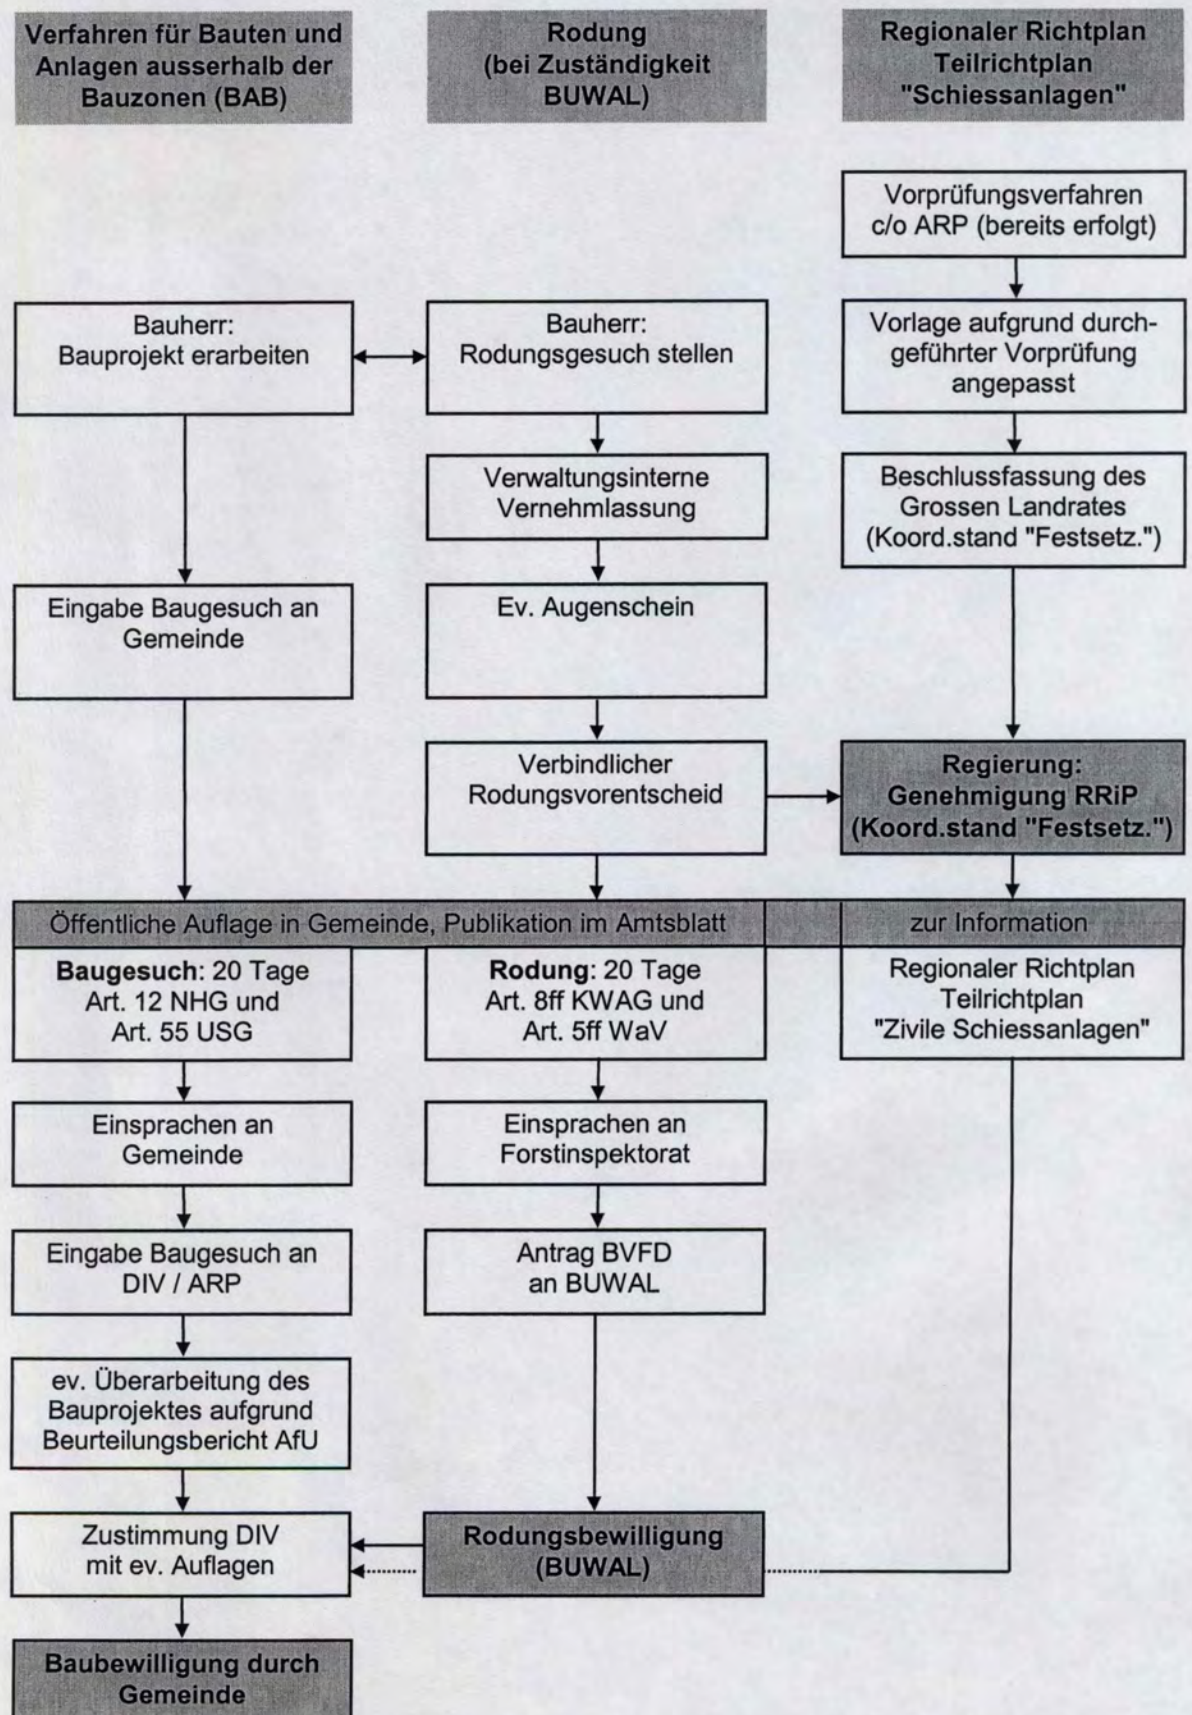 Verfahren für Bauten und
Anlagen ausserhalb der
Bauzonen (BAB)
Rodung
(bei Zuständigkeit
BUWAL)
Regionaler Richtplan
Teilrichtplan
"Schiessanlagen"
Vorprüfungsverfahren
c/o ARP (bereits erfolgt)
Bauherr:
Bauprojekt erarbeiten
Bauherr:
Rodungsgesuch stellen
Vorlage aufgrund durch-
geführter Vorprüfung
angepasst
Verwaltungsinterne
Vernehmlassung
Beschlussfassung des
Grossen Landrates
(Koord.stand "Festsetz.")
Eingabe Baugesuch an
Gemeinde
Ev. Augenschein
Verbindlicher
Rodungsvorentscheid
Regierung:
Genehmigung RRiP
(Koord.stand "Festsetz.")
Öffentliche Auflage in Gemeinde, Publikation im Amtsblatt
zur Information
Baugesuch: 20 Tage
Art. 12 NHG und
Art. 55 USG
Rodung: 20 Tage
Art. 8ff KWAG und
Art. 5ff WaV
Regionaler Richtplan
Teilrichtplan
"Zivile Schiessanlagen"
Einsprachen an
Gemeinde
Einsprachen an
Forstinspektorat
Eingabe Baugesuch an
DIV / ARP
Antrag BVFD
an BUWAL
ev. Überarbeitung des
Bauprojektes aufgrund
Beurteilungsbericht AfU
Zustimmung DIV
mit ev. Auflagen
Rodungsbewilligung
(BUWAL)
Baubewilligung durch
Gemeinde